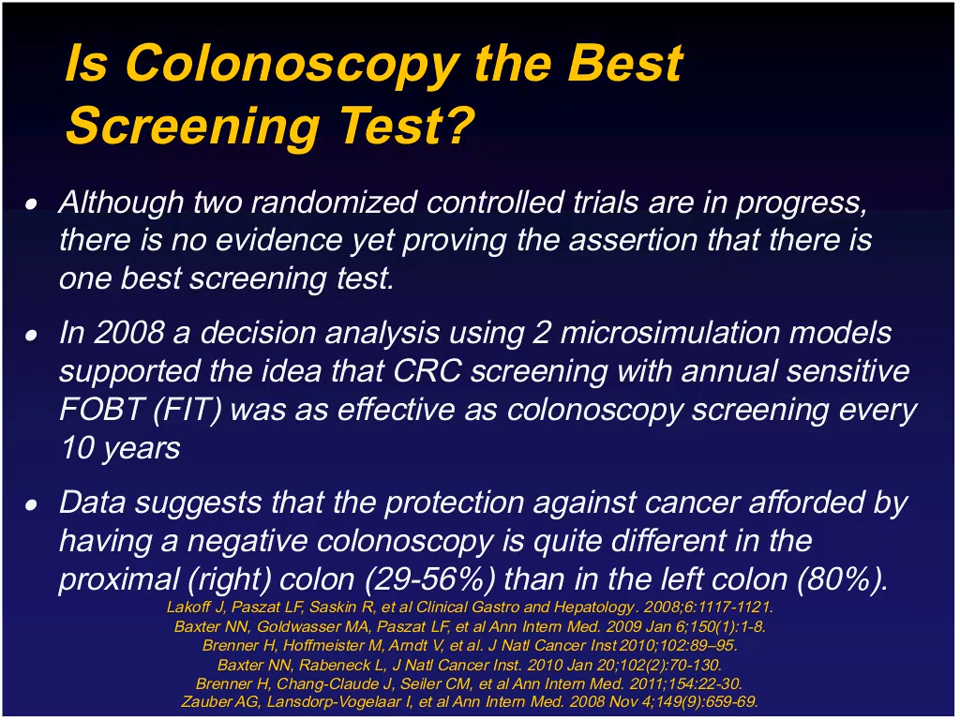 Is Colonoscopy the Best
Screening Test?
• Although two randomized controlled trials are in progress,
there is no evidence yet proving the assertion that there is
one best screening test.
• In 2008 a decision analysis using 2 microsimulation models
supported the idea that CRC screening with annual sensitive
FOBT (FIT) was as effective as colonoscopy screening every
10 years
• Data suggests that the protection against cancer afforded by
having a negative colonoscopy is quite different in the
proximal (right) colon (29-56%) than in the left colon (80%).
Lakoff J, Paszat LF, Saskin R, et al Clinical Gastro and Hepatology. 2008;6:1117-1121.
Baxter NN, Goldwasser MA, Paszat LF, et al Ann Intern Med. 2009 Jan 6;150(1):1-8.
Brenner H, Hoffmeister M, Arndt V, et al. J Natl Cancer Inst 2010;102:89–95.
Baxter NN, Rabeneck L, J Natl Cancer Inst. 2010 Jan 20;102(2):70-130.
Brenner H, Chang-Claude J, Seiler CM, et al Ann Intern Med. 2011;154:22-30.
Zauber AG, Lansdorp-Vogelaar I, et al Ann Intern Med. 2008 Nov 4;149(9):659-69.